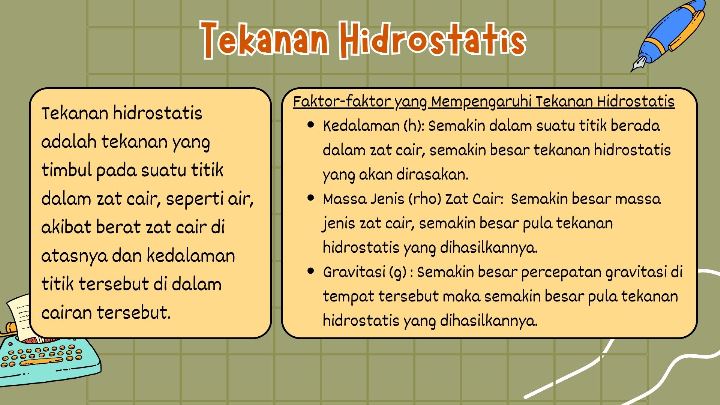 Tekanan Hidrostatis
Tekanan hidrostatis
adalah tekanan yang
timbul pada suatu titik
dalam zat cair, seperti air,
akibat berat zat cair di
atasnya dan kedalaman
titik tersebut di dalam
cairan tersebut.
Faktor-faktor yang Mempengaruhi Tekanan Hidrostatis
• Kedalaman (h): Semakin dalam suatu titik berada
dalam zat cair, semakin besar tekanan hidrostatis
yang akan dirasakan.
• Massa Jenis (rho) Zat Cair: Semakin besar massa
jenis zat cair, semakin besar pula tekanan
hidrostatis yang dihasilkannya.
• Gravitasi (g) : Semakin besar percepatan gravitasi di
tempat tersebut maka semakin besar pula tekanan
hidrostatis yang dihasilkannya.